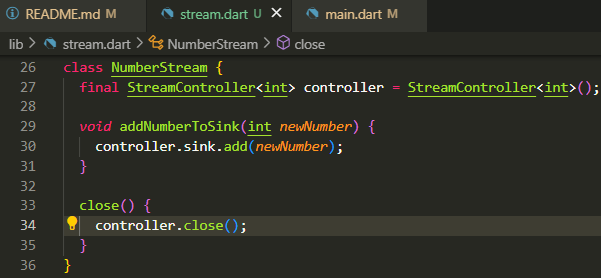 README.md M stream.dart U main.dart M
lib > stream.dart > NumberStream > close
26 class NumberStream {
27 final StreamController<int> controller = StreamController<int>();
28
29 void addNumberToSink(int newNumber) {
30 controller.sink.add(newNumber);
31 }
32
33 close() {
34 controller.close();
35 }
36 }